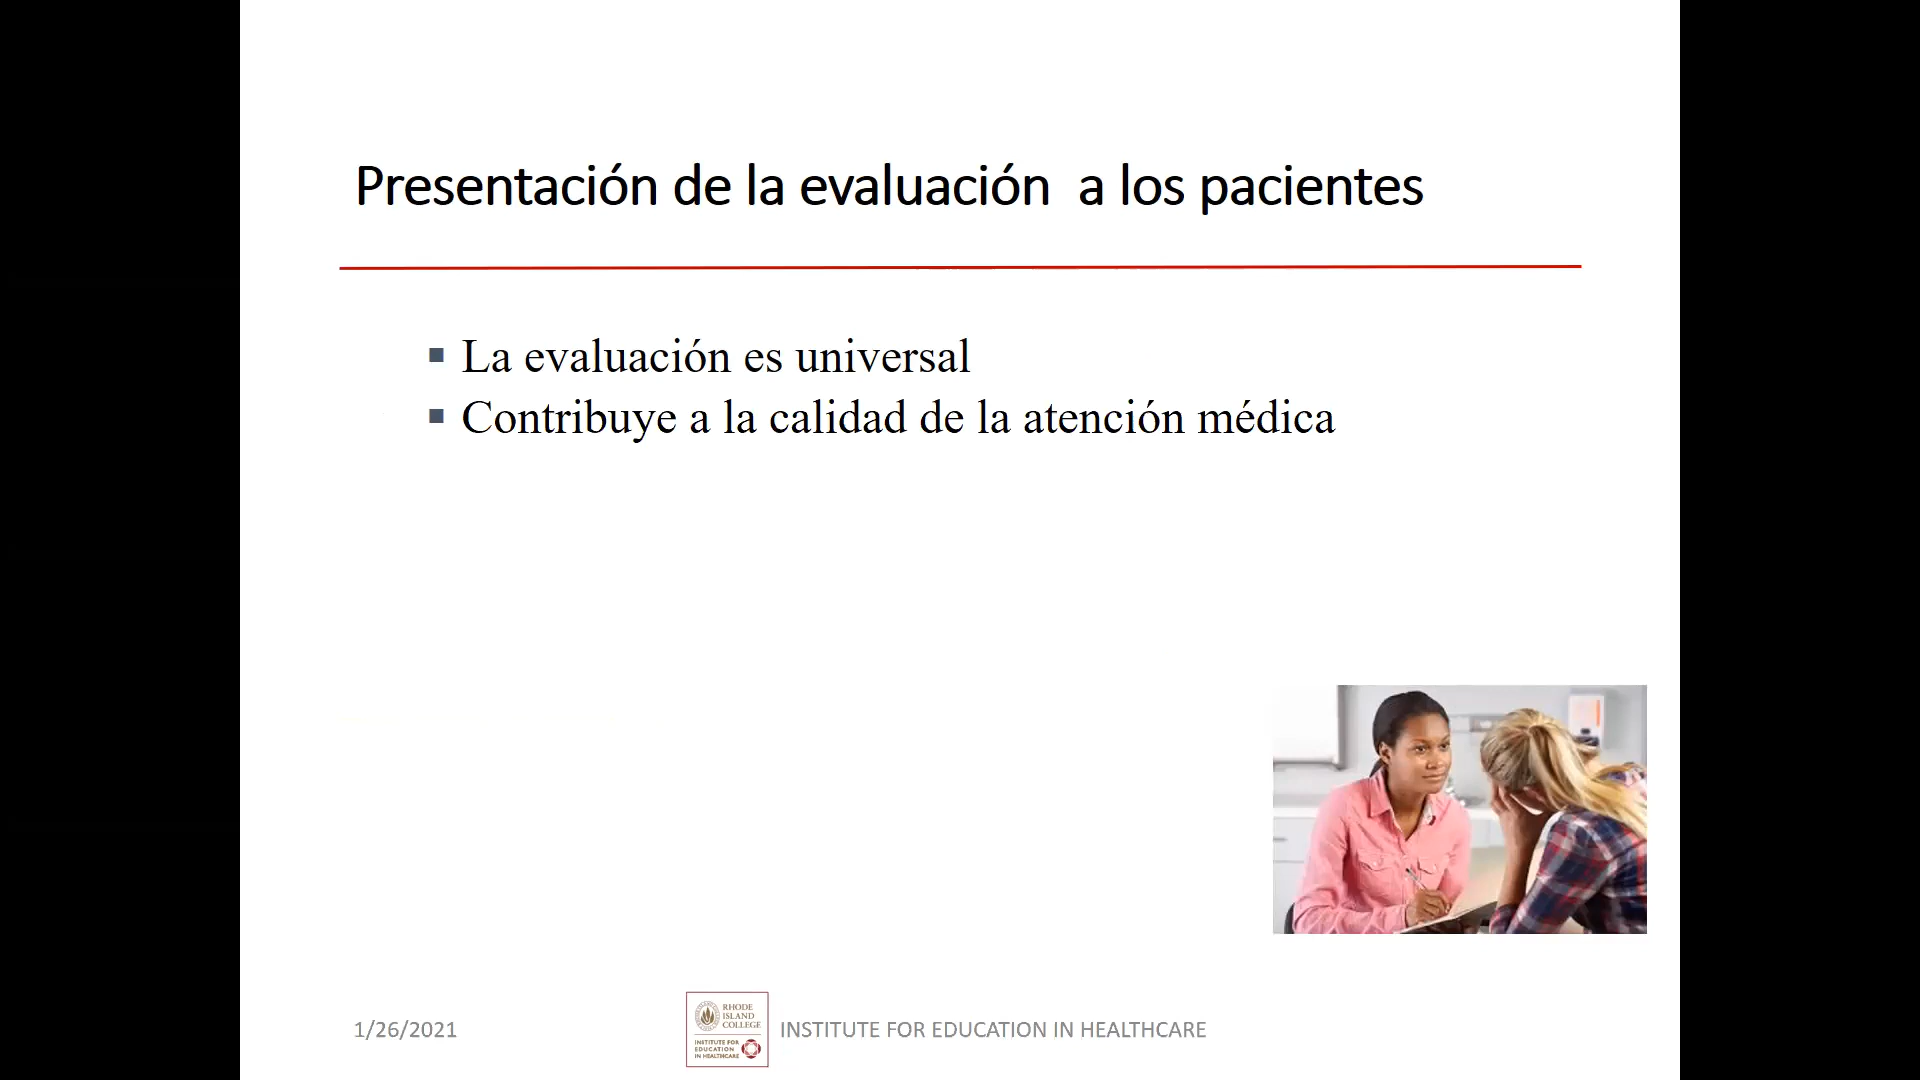 Presentación de la evaluación  a los pacientes
La evaluación es universal
Contribuye a la calidad de la atención médica
1/26/2021
RHODE
ISLAND
COLLEGE
INSTITUTE FOR
EDUCATION
IN HEALTHCARE
INSTITUTE FOR EDUCATION IN HEALTHCARE